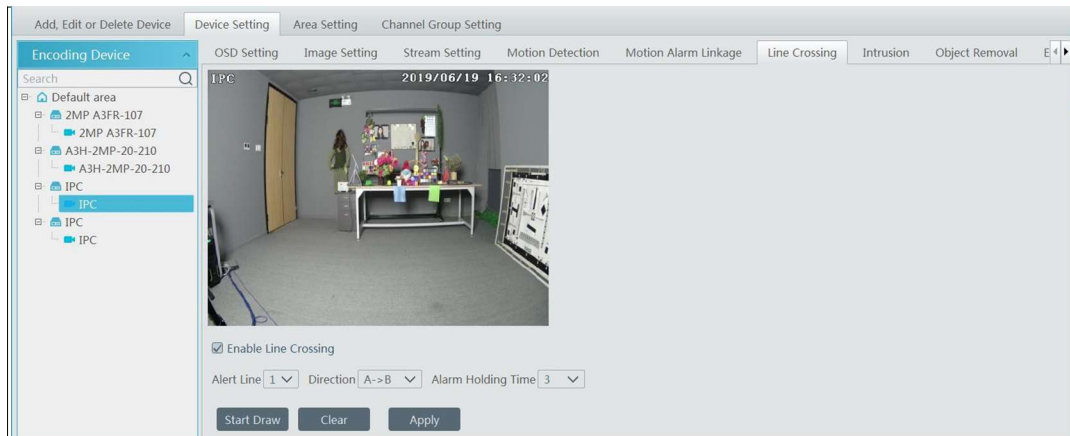 Add, Edit or Delete Device Device Setting Area Setting Channel Group Setting
Encoding Device OSD Setting Image Setting Stream Setting Motion Detection Motion Alarm Linkage Line Crossing Intrusion Object Removal E
Search
IPC 2019/06/19 16:32:02
Default area
2MP A3FR-107
2MP A3FR-107
A3H-2MP-20-210
A3H-2MP-20-210
IPC
IPC
IPC
IPC
Enable Line Crossing
Alert Line 1 Direction A->B Alarm Holding Time 3
Start Draw Clear Apply